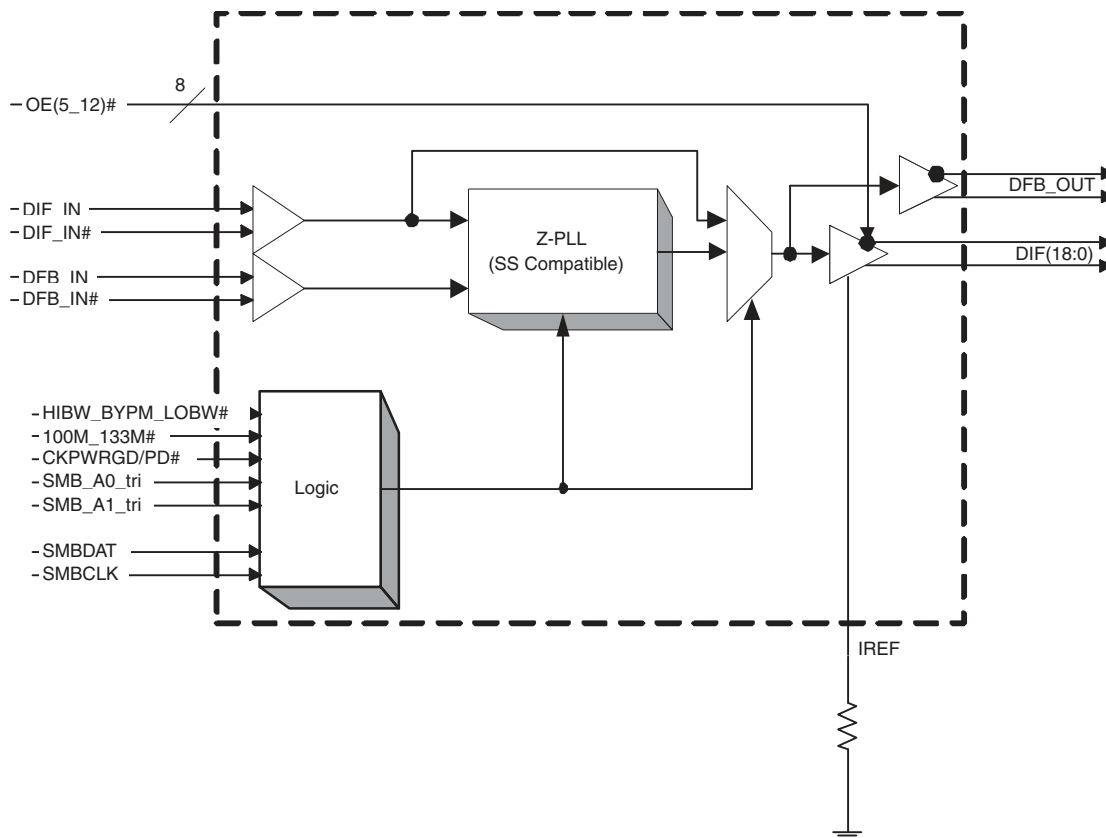 8
OE(5_12)#
DIF_IN
DIF_IN#
DFB_IN
DFB_IN#
Z-PLL
(SS Compatible)
DFB_OUT
DIF(18:0)
HIBW_BYPM_LOBW#
100M_133M#
CKPWRGD/PD#
SMB_A0_tri
SMB_A1_tri
SMBDAT
SMBCLK
Logic
IREF